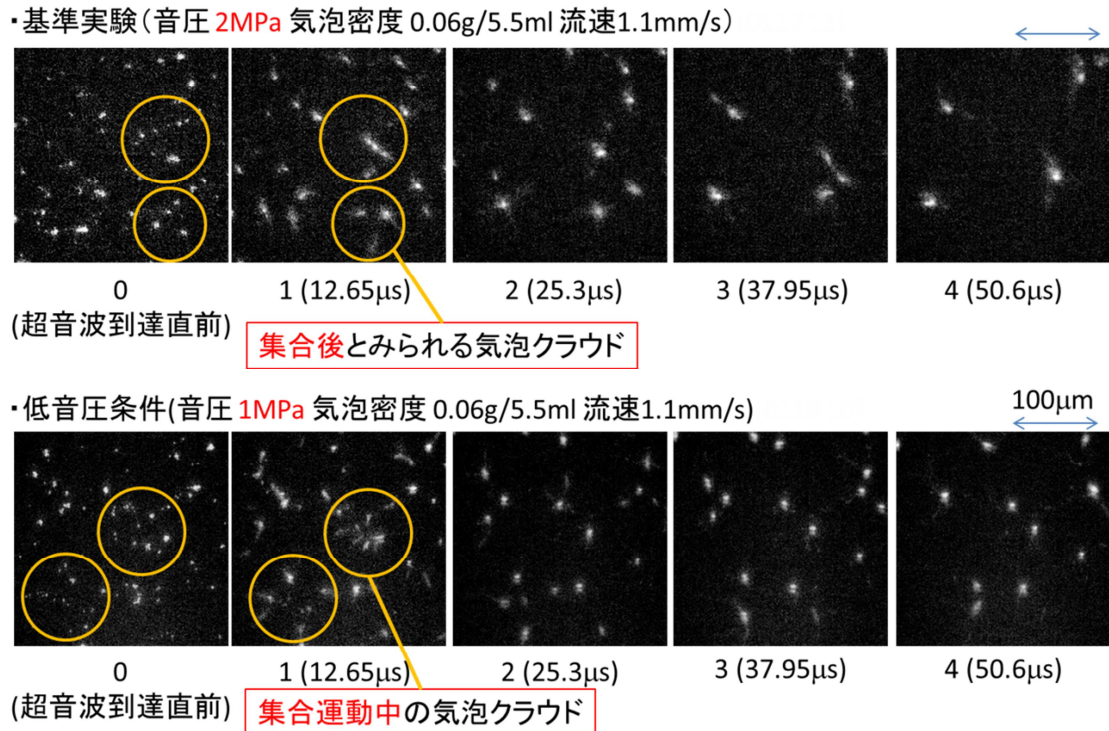 ・基準実験(音圧 2MPa 気泡密度 0.06g/5.5ml 流速1.1mm/s)
0
1 (12.65μs)
2 (25.3μs)
3 (37.95μs)
4 (50.6μs)
(超音波到達直前)
集合後とみられる気泡クラウド
・低音圧条件(音圧 1MPa 気泡密度 0.06g/5.5ml 流速1.1mm/s)
100μm
0
1 (12.65μs)
2 (25.3μs)
3 (37.95μs)
4 (50.6μs)
(超音波到達直前)
集合運動中の気泡クラウド